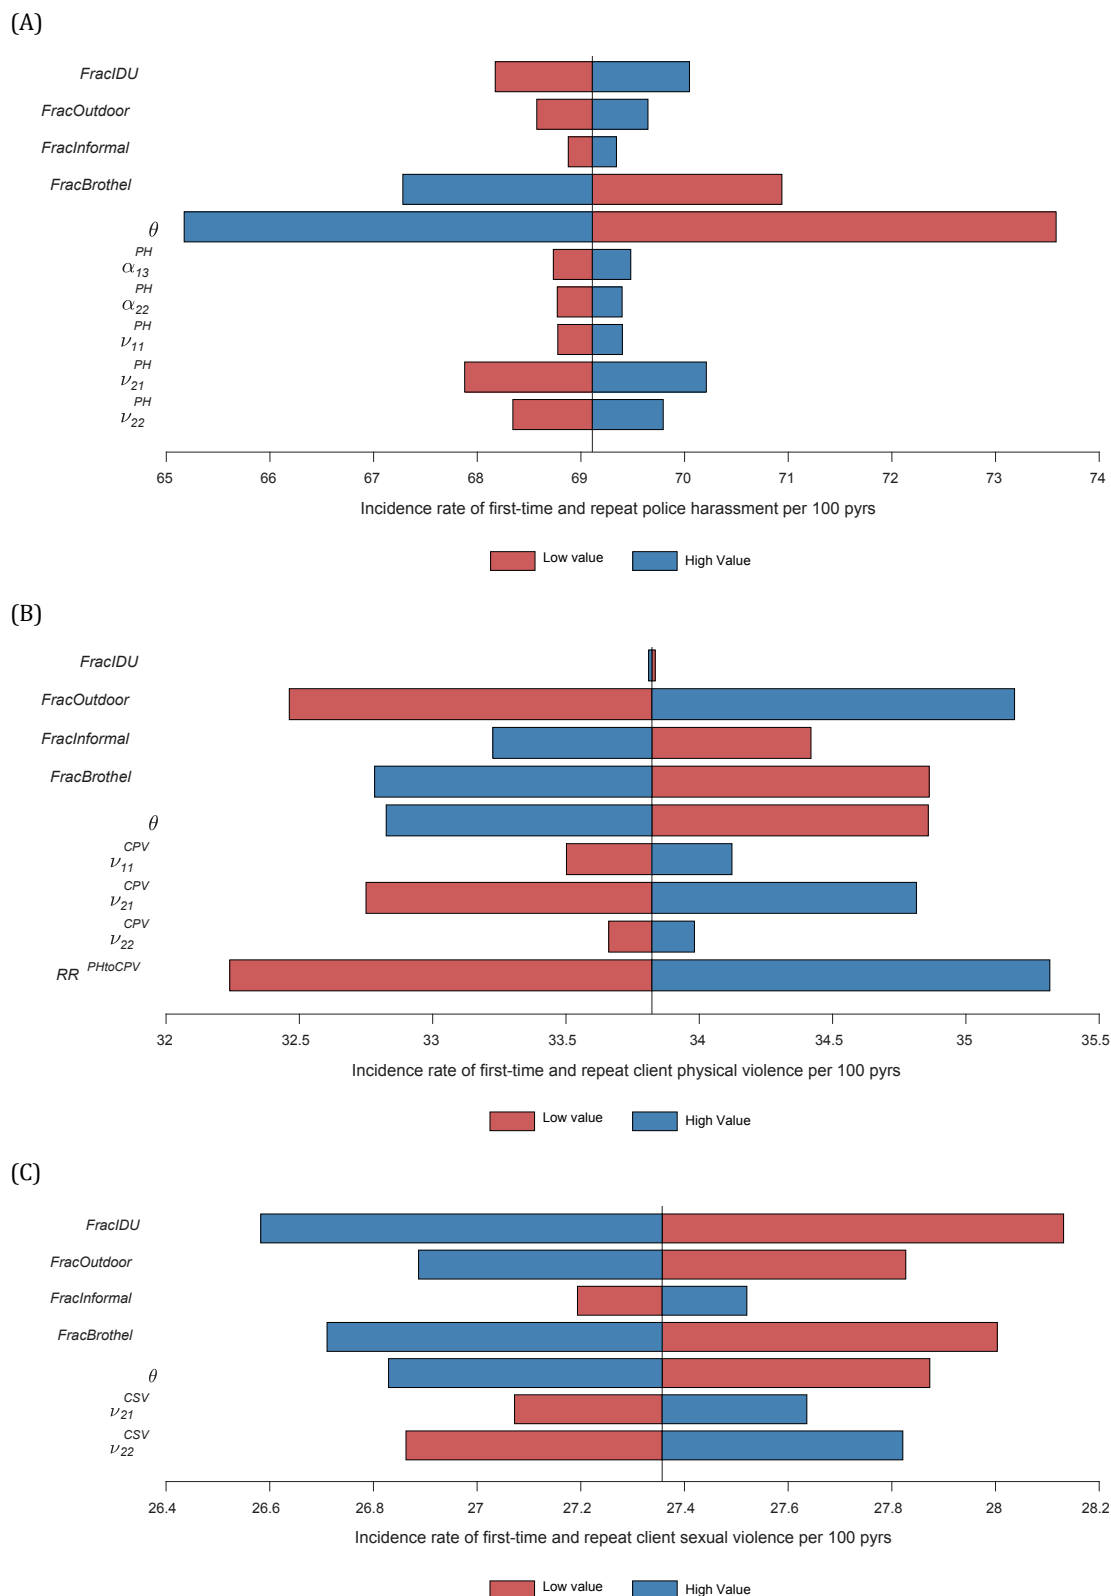 (A)
FracIDU
FracOutdoor
FracInformal
FracBrothel
θ
α₁₃^PH
α₂₂^PH
ν₁₁^PH
ν₂₁^PH
ν₂₂^PH
65 66 67 68 69 70 71 72 73 74
Incidence rate of first-time and repeat police harassment per 100 pyrs
Low value High Value
(B)
FracIDU
FracOutdoor
FracInformal
FracBrothel
θ
ν₁₁^CPV
ν₂₁^CPV
ν₂₂^CPV
RR^PHtoCPV
32 32.5 33 33.5 34 34.5 35 35.5
Incidence rate of first-time and repeat client physical violence per 100 pyrs
Low value High Value
(C)
FracIDU
FracOutdoor
FracInformal
FracBrothel
θ
ν₂₁^CSV
ν₂₂^CSV
26.4 26.6 26.8 27 27.2 27.4 27.6 27.8 28 28.2
Incidence rate of first-time and repeat client sexual violence per 100 pyrs
Low value High Value